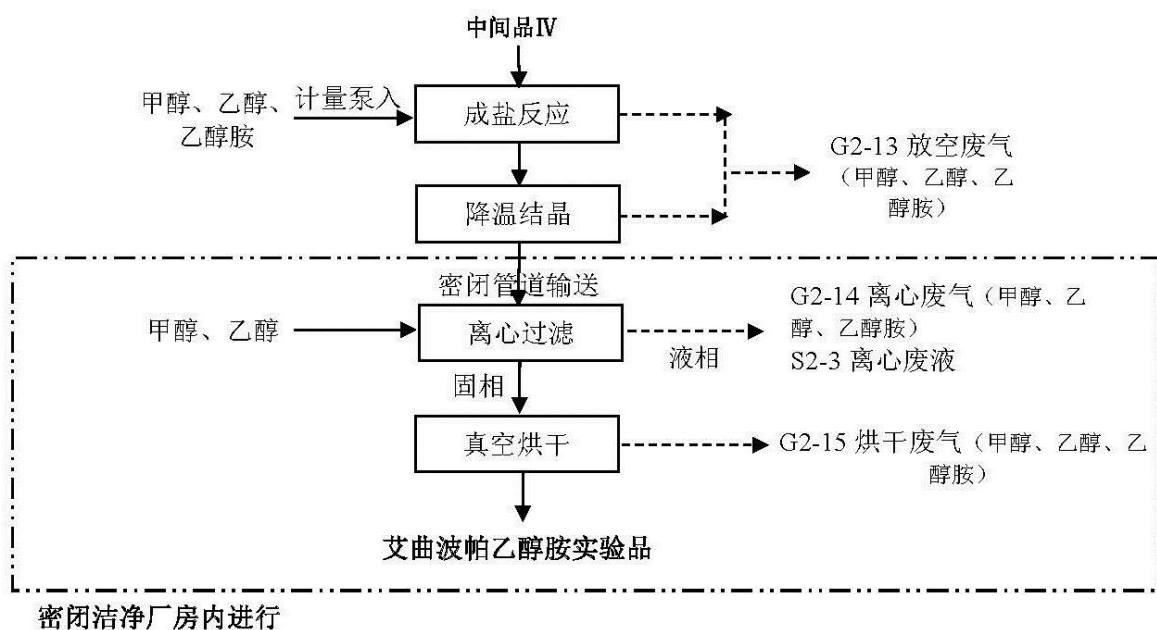 中间品Ⅳ
甲醇、乙醇、
乙醇胺
计量泵入
成盐反应
G2-13 放空废气
（甲醇、乙醇、乙
醇胺）
降温结晶
密闭管道输送
甲醇、乙醇
离心过滤
液相
G2-14 离心废气（甲醇、乙
醇、乙醇胺）
S2-3 离心废液
固相
真空烘干
G2-15 烘干废气（甲醇、乙醇、乙
醇胺）
艾曲波帕乙醇胺实验品
密闭洁净厂房内进行